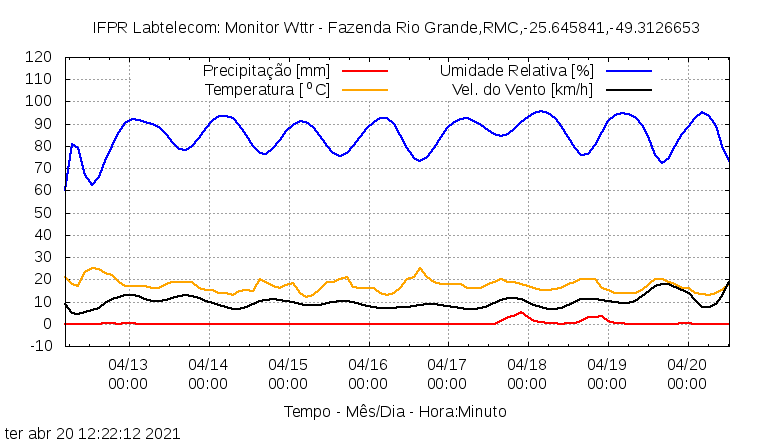 IFPR Labtelecom: Monitor Wttr - Fazenda Rio Grande,RMC,-25.645841,-49.3126653
Precipitação [mm]
Temperatura [ ⁰C]
Umidade Relativa [%]
Vel. do Vento [km/h]
120
110
100
90
80
70
60
50
40
30
20
10
0
-10
04/13 04/14 04/15 04/16 04/17 04/18 04/19 04/20
00:00 00:00 00:00 00:00 00:00 00:00 00:00 00:00
Tempo - Mês/Dia - Hora:Minuto
ter abr 20 12:22:12 2021